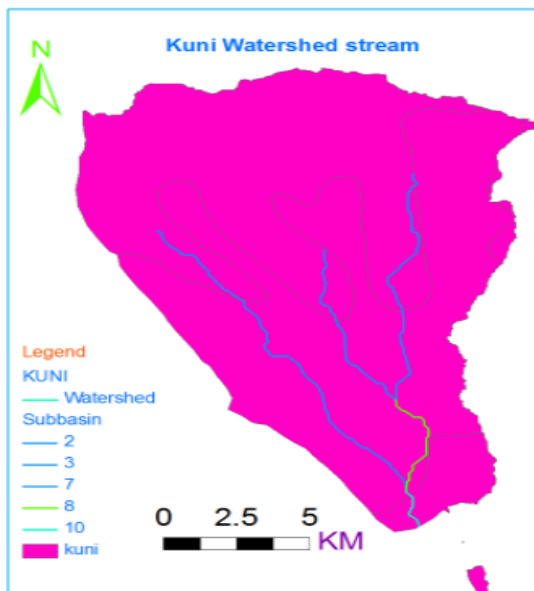 Kuni Watershed stream
N
Legend
KUNI
Watershed
Subbasin
2
3
7
8
10
kuni
0 2.5 5
KM